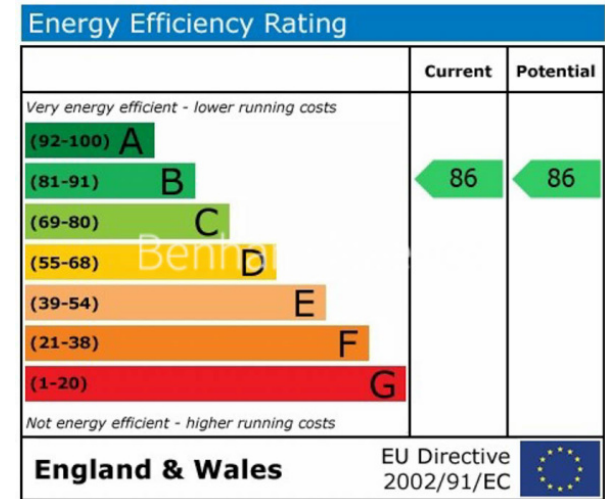 Energy Efficiency Rating
Current Potential
Very energy efficient - lower running costs
(92-100) A
(81-91) B 86 86
(69-80) C
(55-68) D
(39-54) E
(21-38) F
(1-20) G
Not energy efficient - higher running costs
England & Wales
EU Directive
2002/91/EC